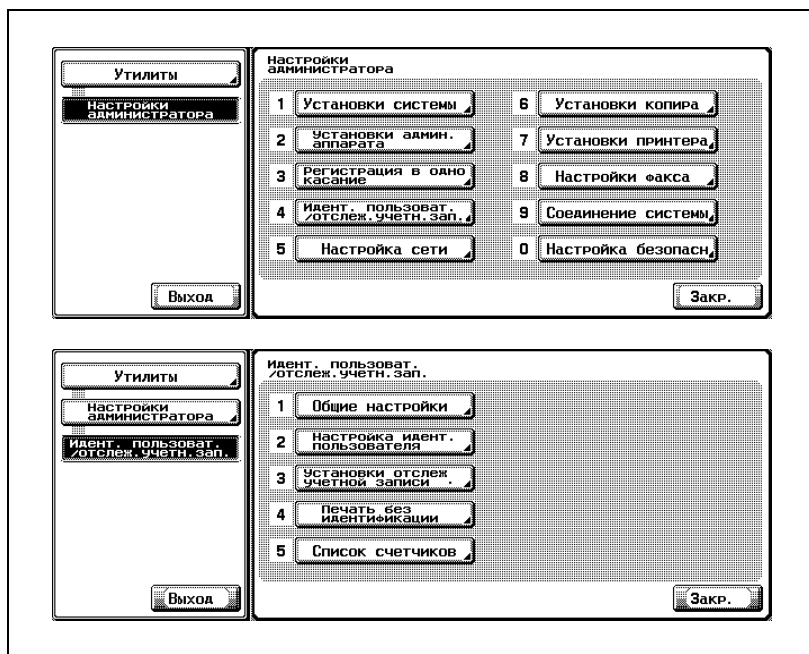 Утилиты
Настройки
администратора
Выход
Настройки
администратора
1 Установки системы
2 Установки админ.
аппарата
3 Регистрация в одно
касание
4 Идент. пользоват.
/отслеж.учетн.зап.
5 Настройка сети
6 Установки копира
7 Установки принтера
8 Настройки факса
9 Соединение системы
0 Настройка безопасн
Закр.
Утилиты
Настройки
администратора
Идент. пользоват.
/отслеж.учетн.зап.
Выход
Идент. пользоват.
/отслеж.учетн.зап.
1 Общие настройки
2 Настройка идент.
пользователя
3 Установки отслеж
учетной записи .
4 Печать без
идентификации
5 Список счетчиков
Закр.